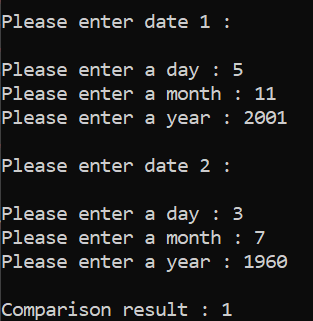 Please enter date 1 :
Please enter a day : 5
Please enter a month : 11
Please enter a year : 2001
Please enter date 2 :
Please enter a day : 3
Please enter a month : 7
Please enter a year : 1960
Comparison result : 1